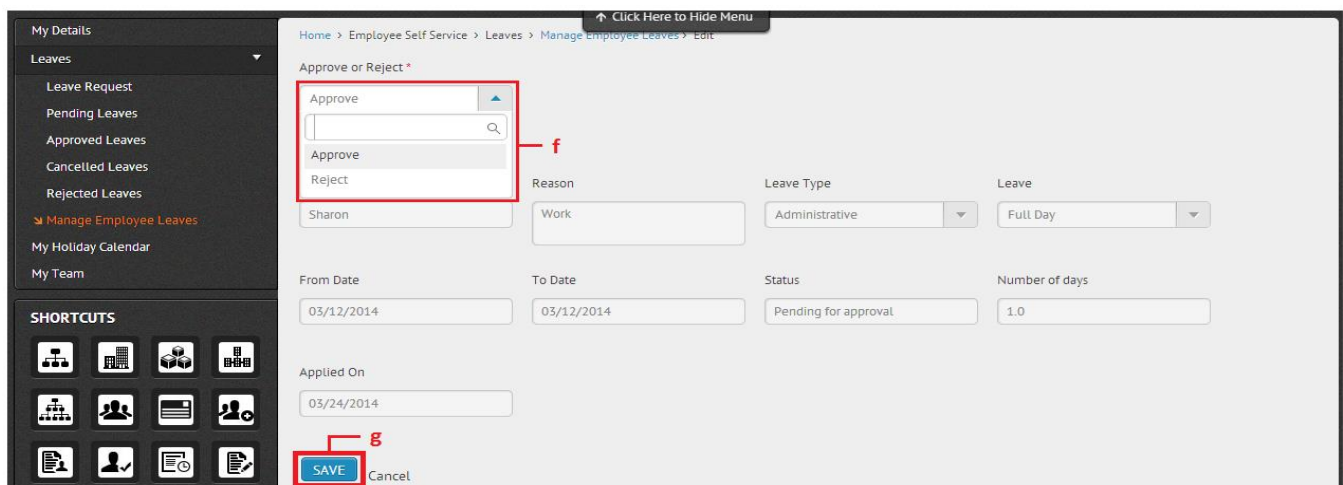 ↑ Click Here to Hide Menu
My Details
Leaves
Leave Request
Pending Leaves
Approved Leaves
Cancelled Leaves
Rejected Leaves
Manage Employee Leaves
My Holiday Calendar
My Team
SHORTCUTS
Home > Employee Self Service > Leaves > Manage Employee Leaves > Edit
Approve or Reject *
Approve
Approve
Reject
f
Reason Leave Type Leave
Sharon Work Administrative Full Day
From Date To Date Status Number of days
03/12/2014 03/12/2014 Pending for approval 1.0
Applied On
03/24/2014
g
SAVE Cancel